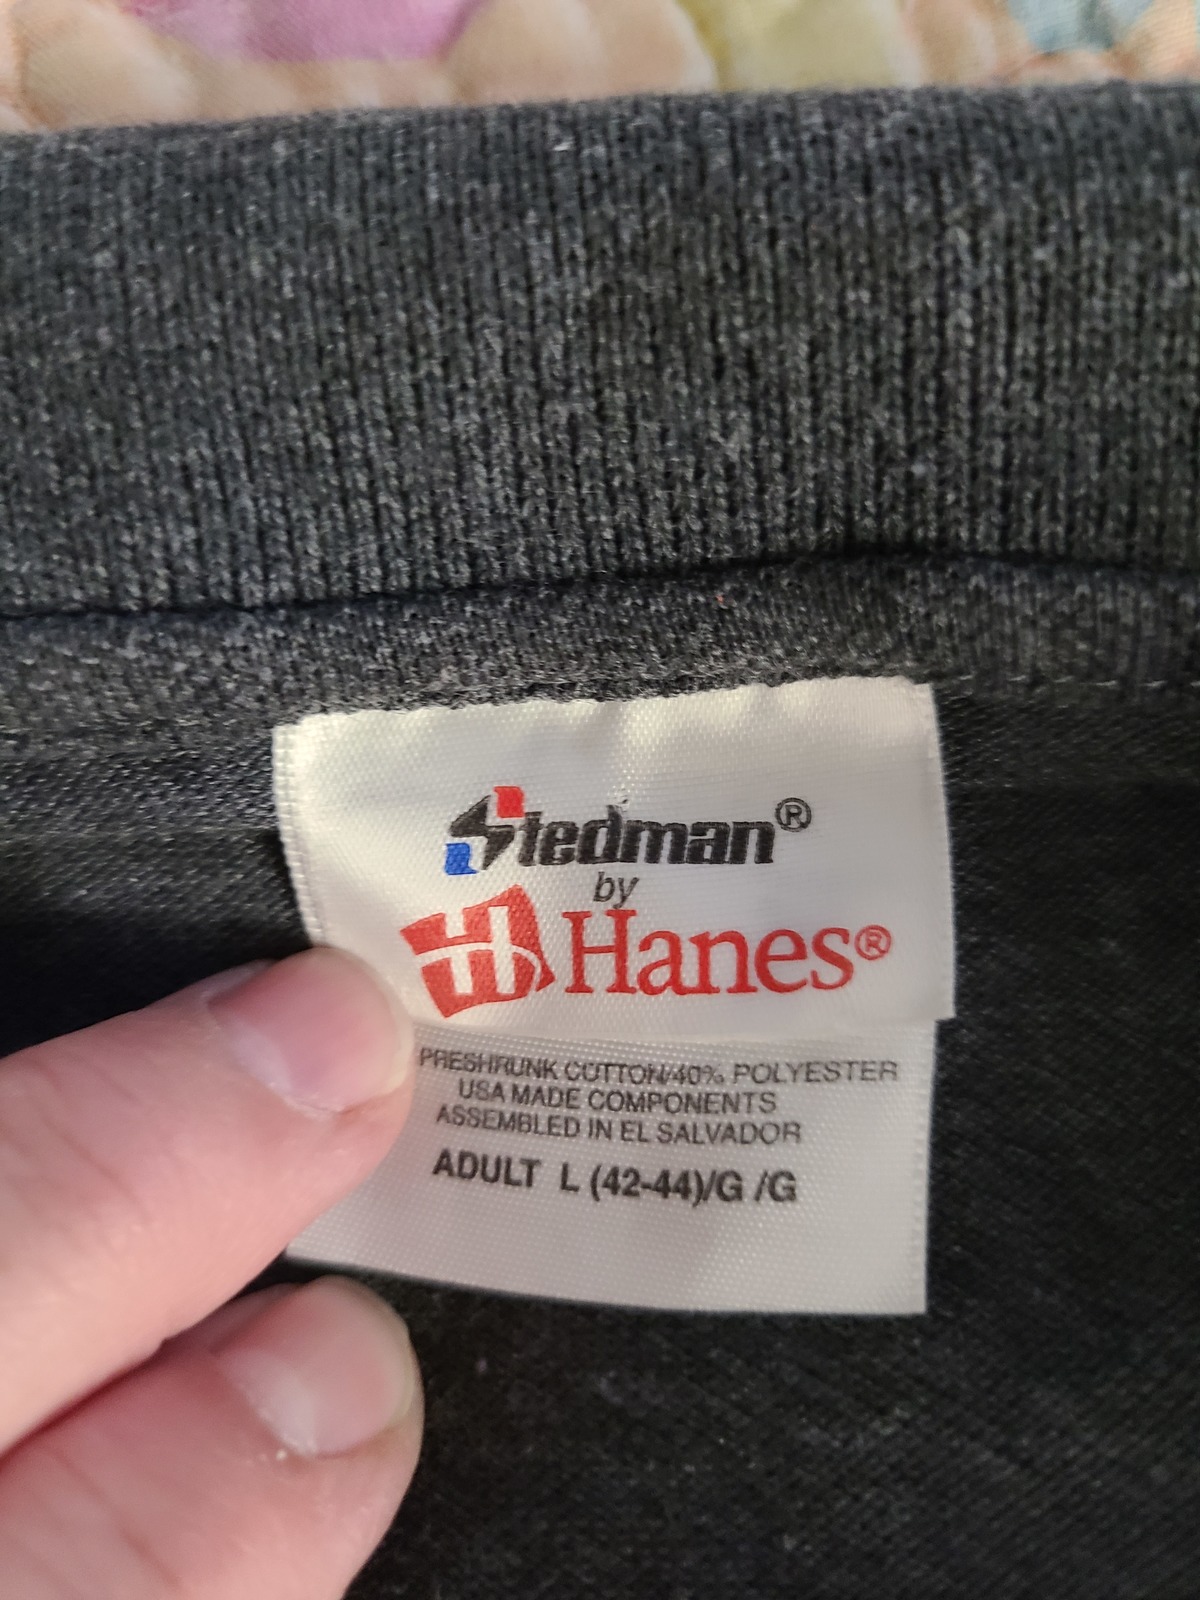 Stedman®
by
Hanes®
PRESHRUNK COTTON/40% POLYESTER
USA MADE COMPONENTS
ASSEMBLED IN EL SALVADOR
ADULT L (42-44)/G /G